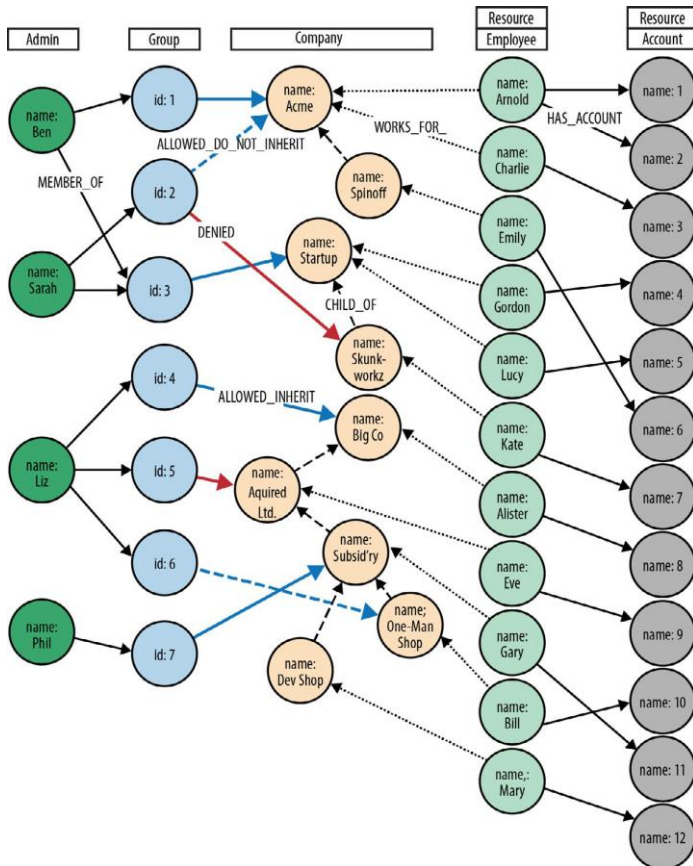 Admin
Group
Company
Resource
Employee
Resource
Account
name:
Ben
name:
Sarah
name:
Liz
name:
Phil
MEMBER_OF
id: 1
id: 2
id: 3
id: 4
id: 5
id: 6
id: 7
ALLOWED_DO_NOT_INHERIT
DENIED
ALLOWED_INHERIT
name:
Acme
name:
Spinoff
name:
Startup
CHILD_OF
name:
Skunk-
workz
name:
Big Co
name:
Aquired
Ltd.
name:
Subsid'ry
name;
One-Man
Shop
name:
Dev Shop
WORKS_FOR_
HAS_ACCOUNT
name:
Arnold
name:
Charlie
name:
Emily
name:
Gordon
name:
Lucy
name:
Kate
name:
Alister
name:
Eve
name:
Gary
name:
Bill
name,:
Mary
name: 1
name: 2
name: 3
name: 4
name: 5
name: 6
name: 7
name: 8
name: 9
name: 10
name: 11
name: 12